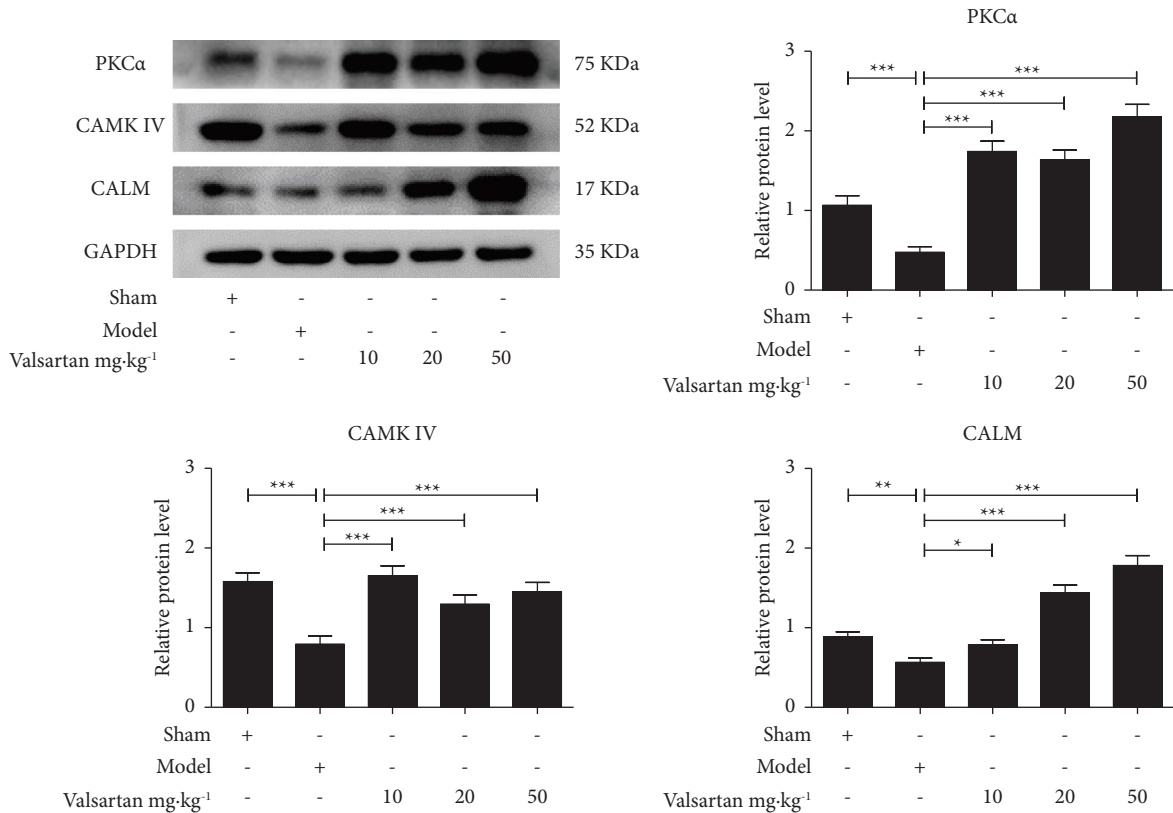 PKCα 75 KDa
CAMK IV 52 KDa
CALM 17 KDa
GAPDH 35 KDa
Sham + - - - -
Model - + - - -
Valsartan mg·kg⁻¹ - - 10 20 50
PKCα
Relative protein level
3
2
1
0
*** *** *** ***
Sham + - - - -
Model - + - - -
Valsartan mg·kg⁻¹ - - 10 20 50
CAMK IV
Relative protein level
3
2
1
0
*** *** *** ***
Sham + - - - -
Model - + - - -
Valsartan mg·kg⁻¹ - - 10 20 50
CALM
Relative protein level
3
2
1
0
** *** *** *
Sham + - - - -
Model - + - - -
Valsartan mg·kg⁻¹ - - 10 20 50